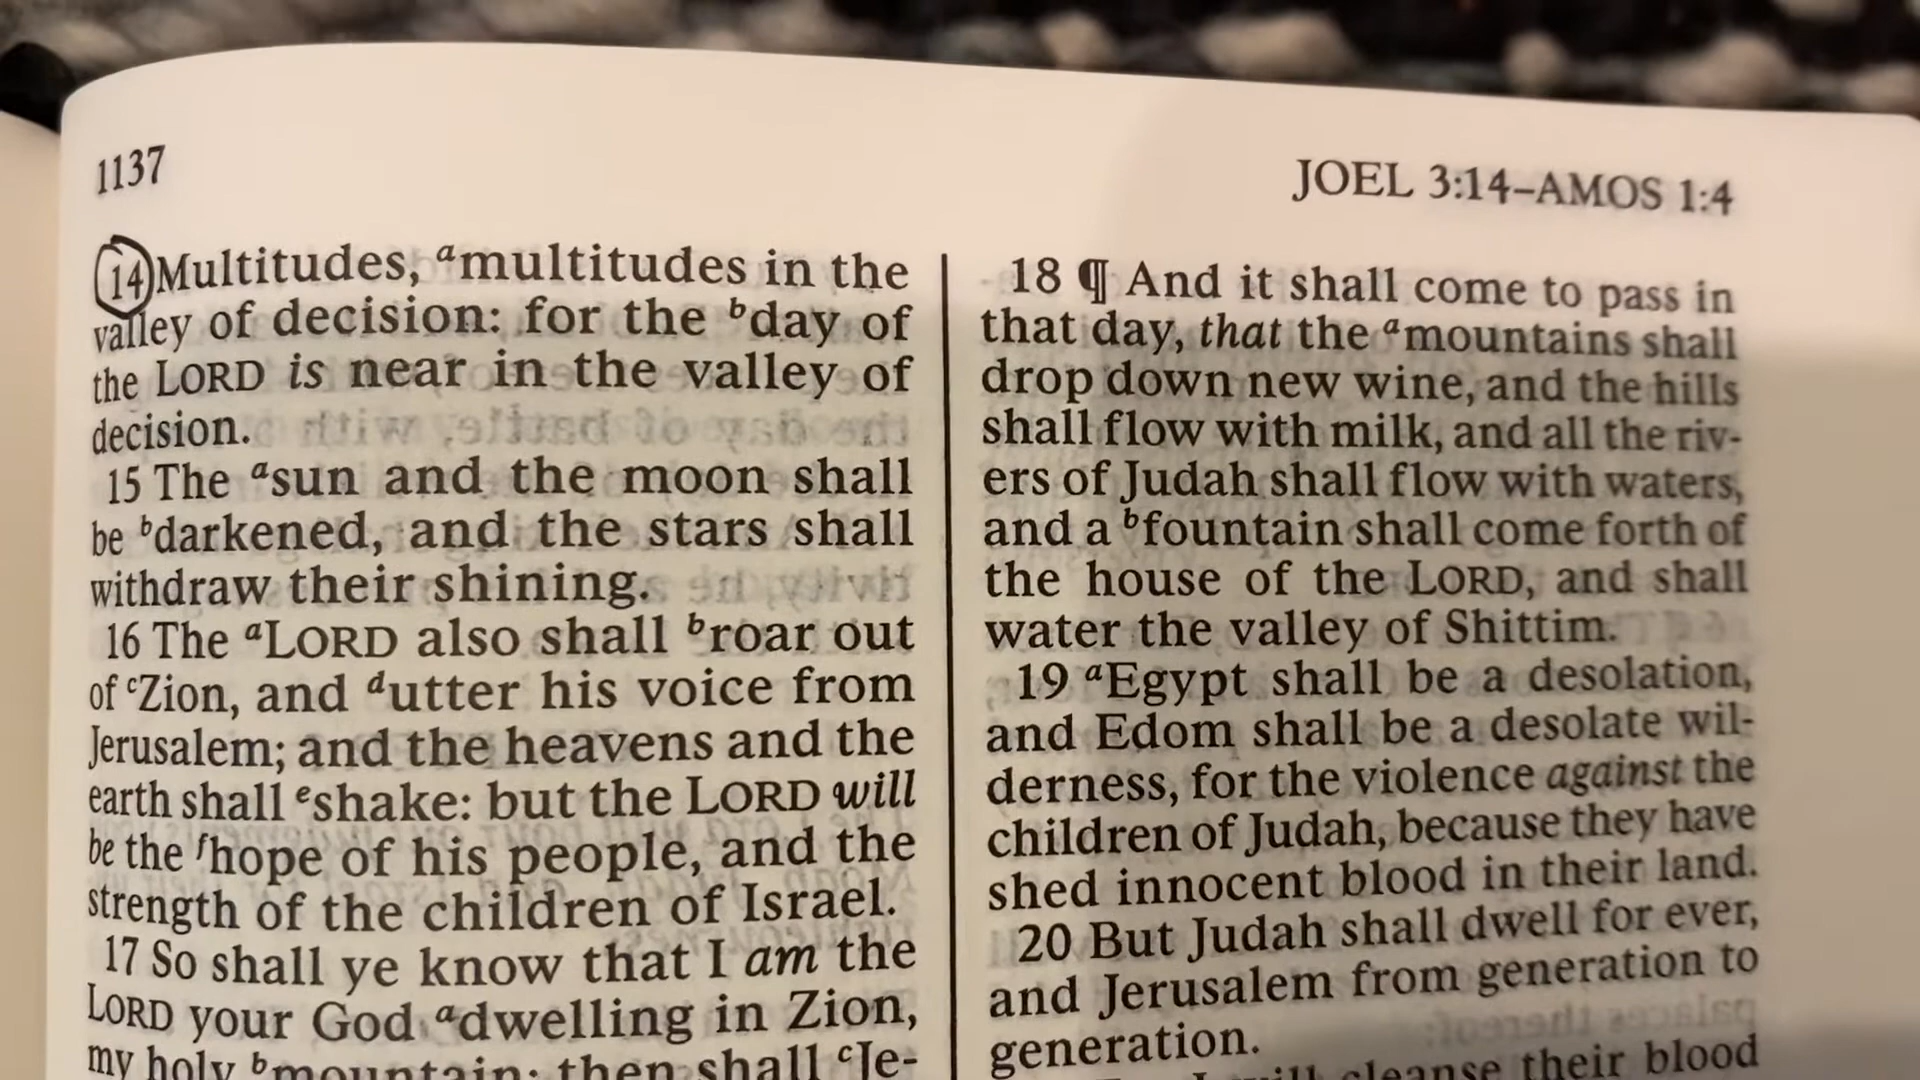 1137
JOEL 3:14–AMOS 1:4
14 Multitudes, ᵃmultitudes in the
valley of decision: for the ᵇday of
the LORD is near in the valley of
decision.
15 The ᵃsun and the moon shall
be ᵇdarkened, and the stars shall
withdraw their shining.
16 The ᵃLORD also shall ᵇroar out
of ᶜZion, and ᵈutter his voice from
Jerusalem; and the heavens and the
earth shall ᵉshake: but the LORD will
be the ᶠhope of his people, and the
strength of the children of Israel.
17 So shall ye know that I am the
LORD your God ᵃdwelling in Zion,
my holy ᵇmountain: then shall ᶜJe-
18 ¶ And it shall come to pass in
that day, that the ᵃmountains shall
drop down new wine, and the hills
shall flow with milk, and all the riv-
ers of Judah shall flow with waters,
and a ᵇfountain shall come forth of
the house of the LORD, and shall
water the valley of Shittim.
19 ᵃEgypt shall be a desolation,
and Edom shall be a desolate wil-
derness, for the violence against the
children of Judah, because they have
shed innocent blood in their land.
20 But Judah shall dwell for ever,
and Jerusalem from generation to
generation.
I will cleanse their blood